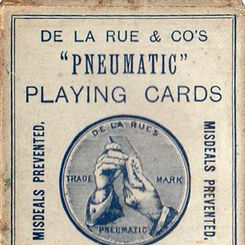 DE LA RUE & CO'S
"PNEUMATIC"
PLAYING CARDS
MISDEALS PREVENTED.
DE LA RUE'S
TRADE MARK
PNEUMATIC
MISDEALS PREVENTED.